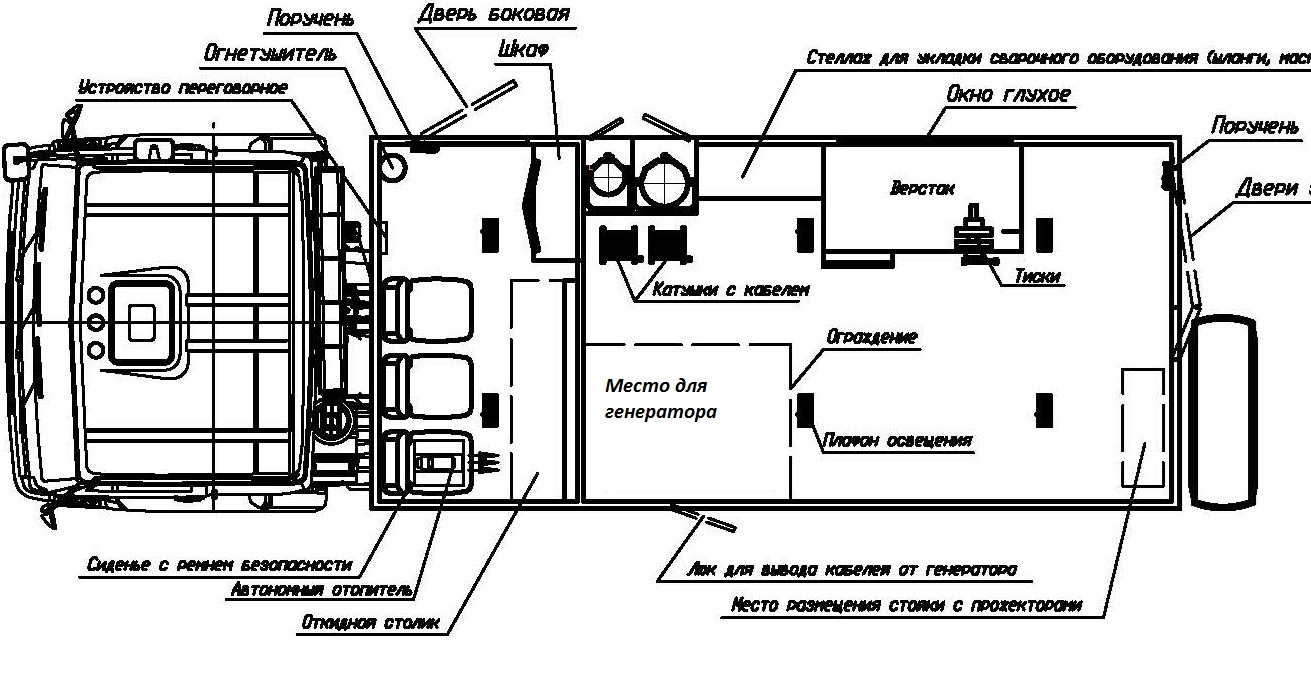 Дверь боковая
Поручень
Шкаф
Огнетушитель
Стеллаж для укладки сварочного оборудования (шланги,
Устройство переговорное
Окно глухое
Поручень
Двери
Верстак
Тиски
Катушки с кабелем
Ограждение
Место для
генератора
Плафон освещения
Сиденье с ремнем безопасности
Автономный отопитель
Откидной столик
Люк для вывода кабелей от генератора
Место размещения стойки с прожекторами